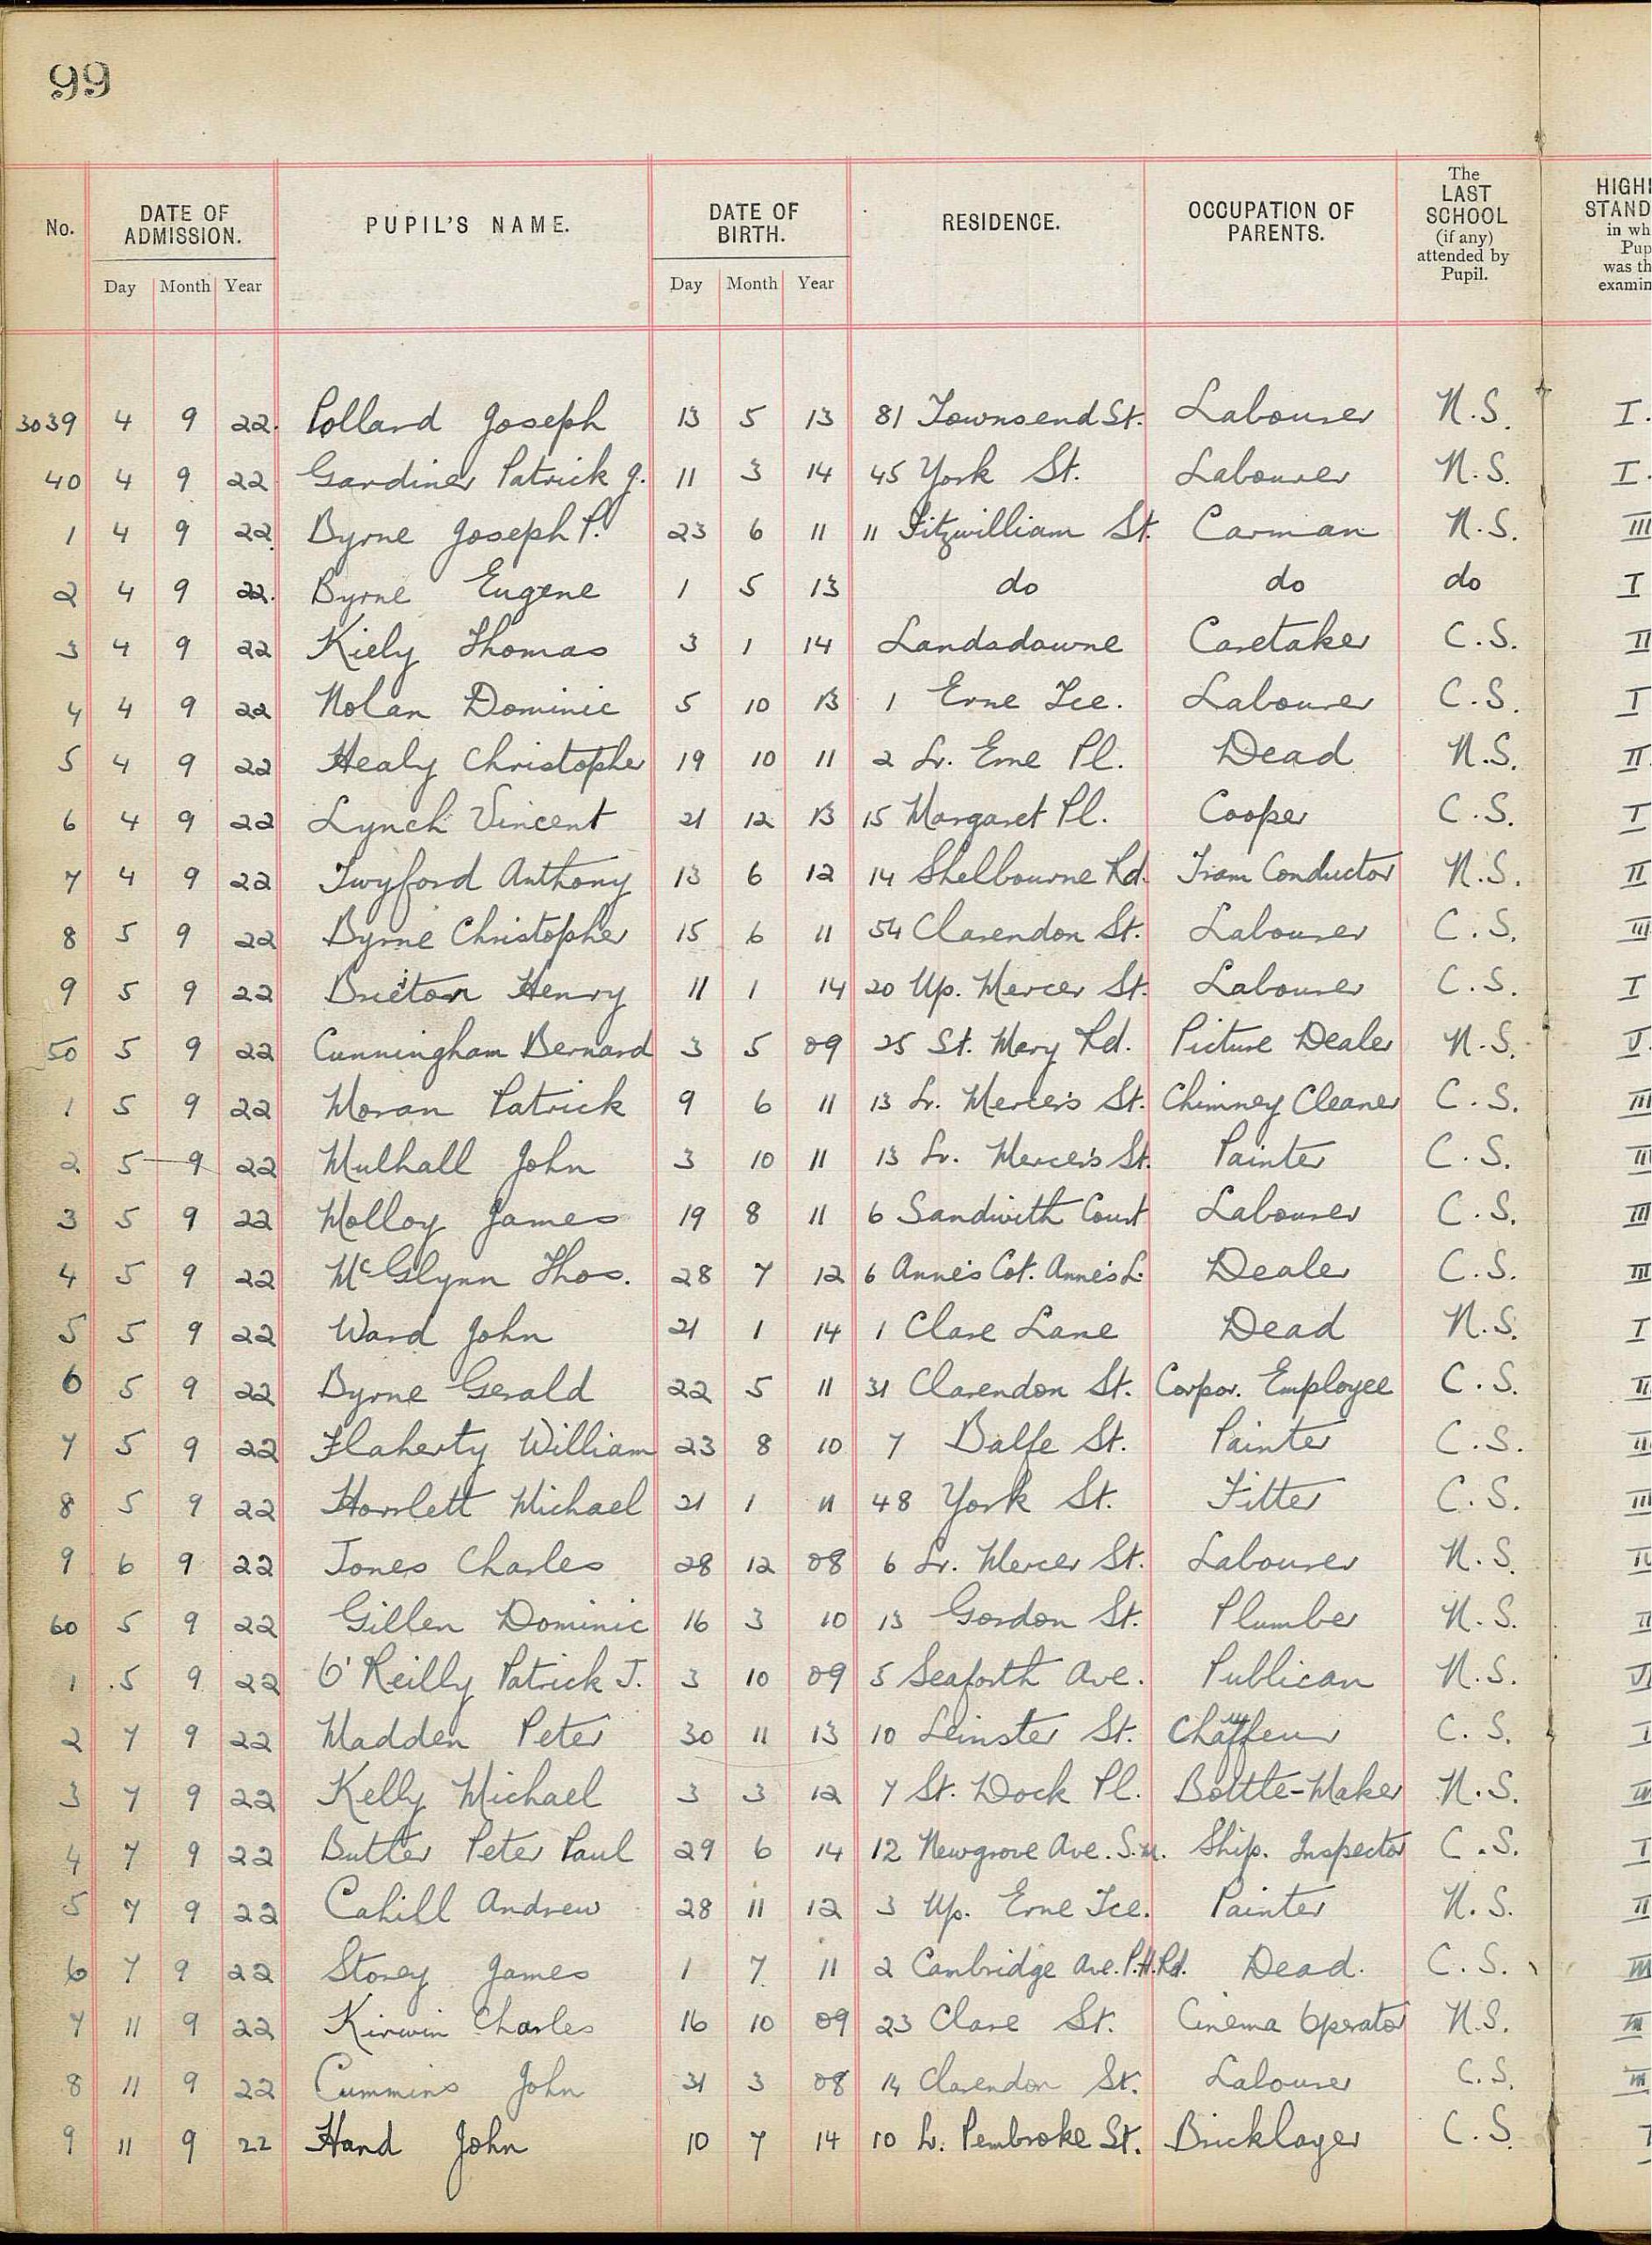 99
No. DATE OF ADMISSION. PUPIL'S NAME. DATE OF BIRTH. RESIDENCE. OCCUPATION OF PARENTS. The LAST SCHOOL (if any) attended by Pupil. HIGH STAND in wh Pup was th examin
Day Month Year Day Month Year
3039 4 9 22. Pollard Joseph 13 5 13 81 Townsend St. Labourer N.S. I.
40 4 9 22 Gardiner Patrick J. 11 3 14 45 York St. Labourer N.S. I.
1 4 9 22 Byrne Joseph P. 23 6 11 11 Fitzwilliam St. Carman N.S. III
2 4 9 22. Byrne Eugene 1 5 13 do do do I
3 4 9 22 Kiely Thomas 3 1 14 Landsdowne Caretaker C.S. II
4 4 9 22 Nolan Dominic 5 10 13 1 Erne Tce. Labourer C.S. I
5 4 9 22 Healy Christopher 19 10 11 2 Lr. Erne Pl. Dead N.S. II
6 4 9 22 Lynch Vincent 21 12 13 15 Margaret Pl. Cooper C.S. I
7 4 9 22 Twyford Anthony 13 6 12 14 Shelbourne Rd. Tram Conductor N.S. II
8 5 9 22 Byrne Christopher 15 6 11 54 Clarendon St. Labourer C.S. III
9 5 9 22 Henry 11 1 14 20 Up. Mercer St. Labourer C.S. I
50 5 9 22 Cunningham Bernard 3 5 09 25 St. Mary Rd. Picture Dealer N.S. V
1 5 9 22 Moran Patrick 9 6 11 13 Lr. Mercer's St. Chimney Cleaner C.S. III
2 5 9 22 Mulhall John 3 10 11 13 Lr. Mercer's St. Painter C.S. III
3 5 9 22 Molloy James 19 8 11 6 Sandwith Court Labourer C.S. III
4 5 9 22 McGlynn Thos. 28 7 12 6 Anne's Cot. Anne's L. Dealer C.S. III
5 5 9 22 Ward John 21 1 14 1 Clare Lane Dead N.S. I
6 5 9 22 Byrne Gerald 22 5 11 31 Clarendon St. Corpor. Employee C.S. II
7 5 9 22 Flaherty William 23 8 10 7 Balfe St. Painter C.S. II
8 5 9 22 Howlett Michael 21 1 11 48 York St. Fitter C.S. III
9 6 9 22 Jones Charles 28 12 08 6 Lr. Mercer St. Labourer N.S.
60 5 9 22 Gillen Dominic 16 3 10 13 Gordon St. Plumber N.S. II
1 5 9 22 O'Reilly Patrick J. 3 10 09 5 Seaforth Ave. Publican N.S.
2 7 9 22 Madden Peter 30 11 13 10 Leinster St. Chauffeur C.S. I
3 7 9 22 Kelly Michael 3 3 12 7 St. Dock Pl. Bottle-Maker N.S.
4 7 9 22 Butler Peter Paul 29 6 14 12 Newgrove Ave. S.M. Ship. Inspector C.S. I
5 7 9 22 Cahill Andrew 28 11 12 3 Up. Erne Tce. Painter N.S. II
6 7 9 22 Storey James 1 7 11 2 Cambridge Ave. P.H.Rd. Dead. C.S.
7 11 9 22 Kirwin Charles 16 10 09 23 Clare St. Cinema Operator N.S.
8 11 9 22 Cummins John 31 3 08 14 Clarendon St. Labourer C.S.
9 11 9 22 Hand John 10 7 14 10 Lr. Pembroke St. Bricklayer C.S.